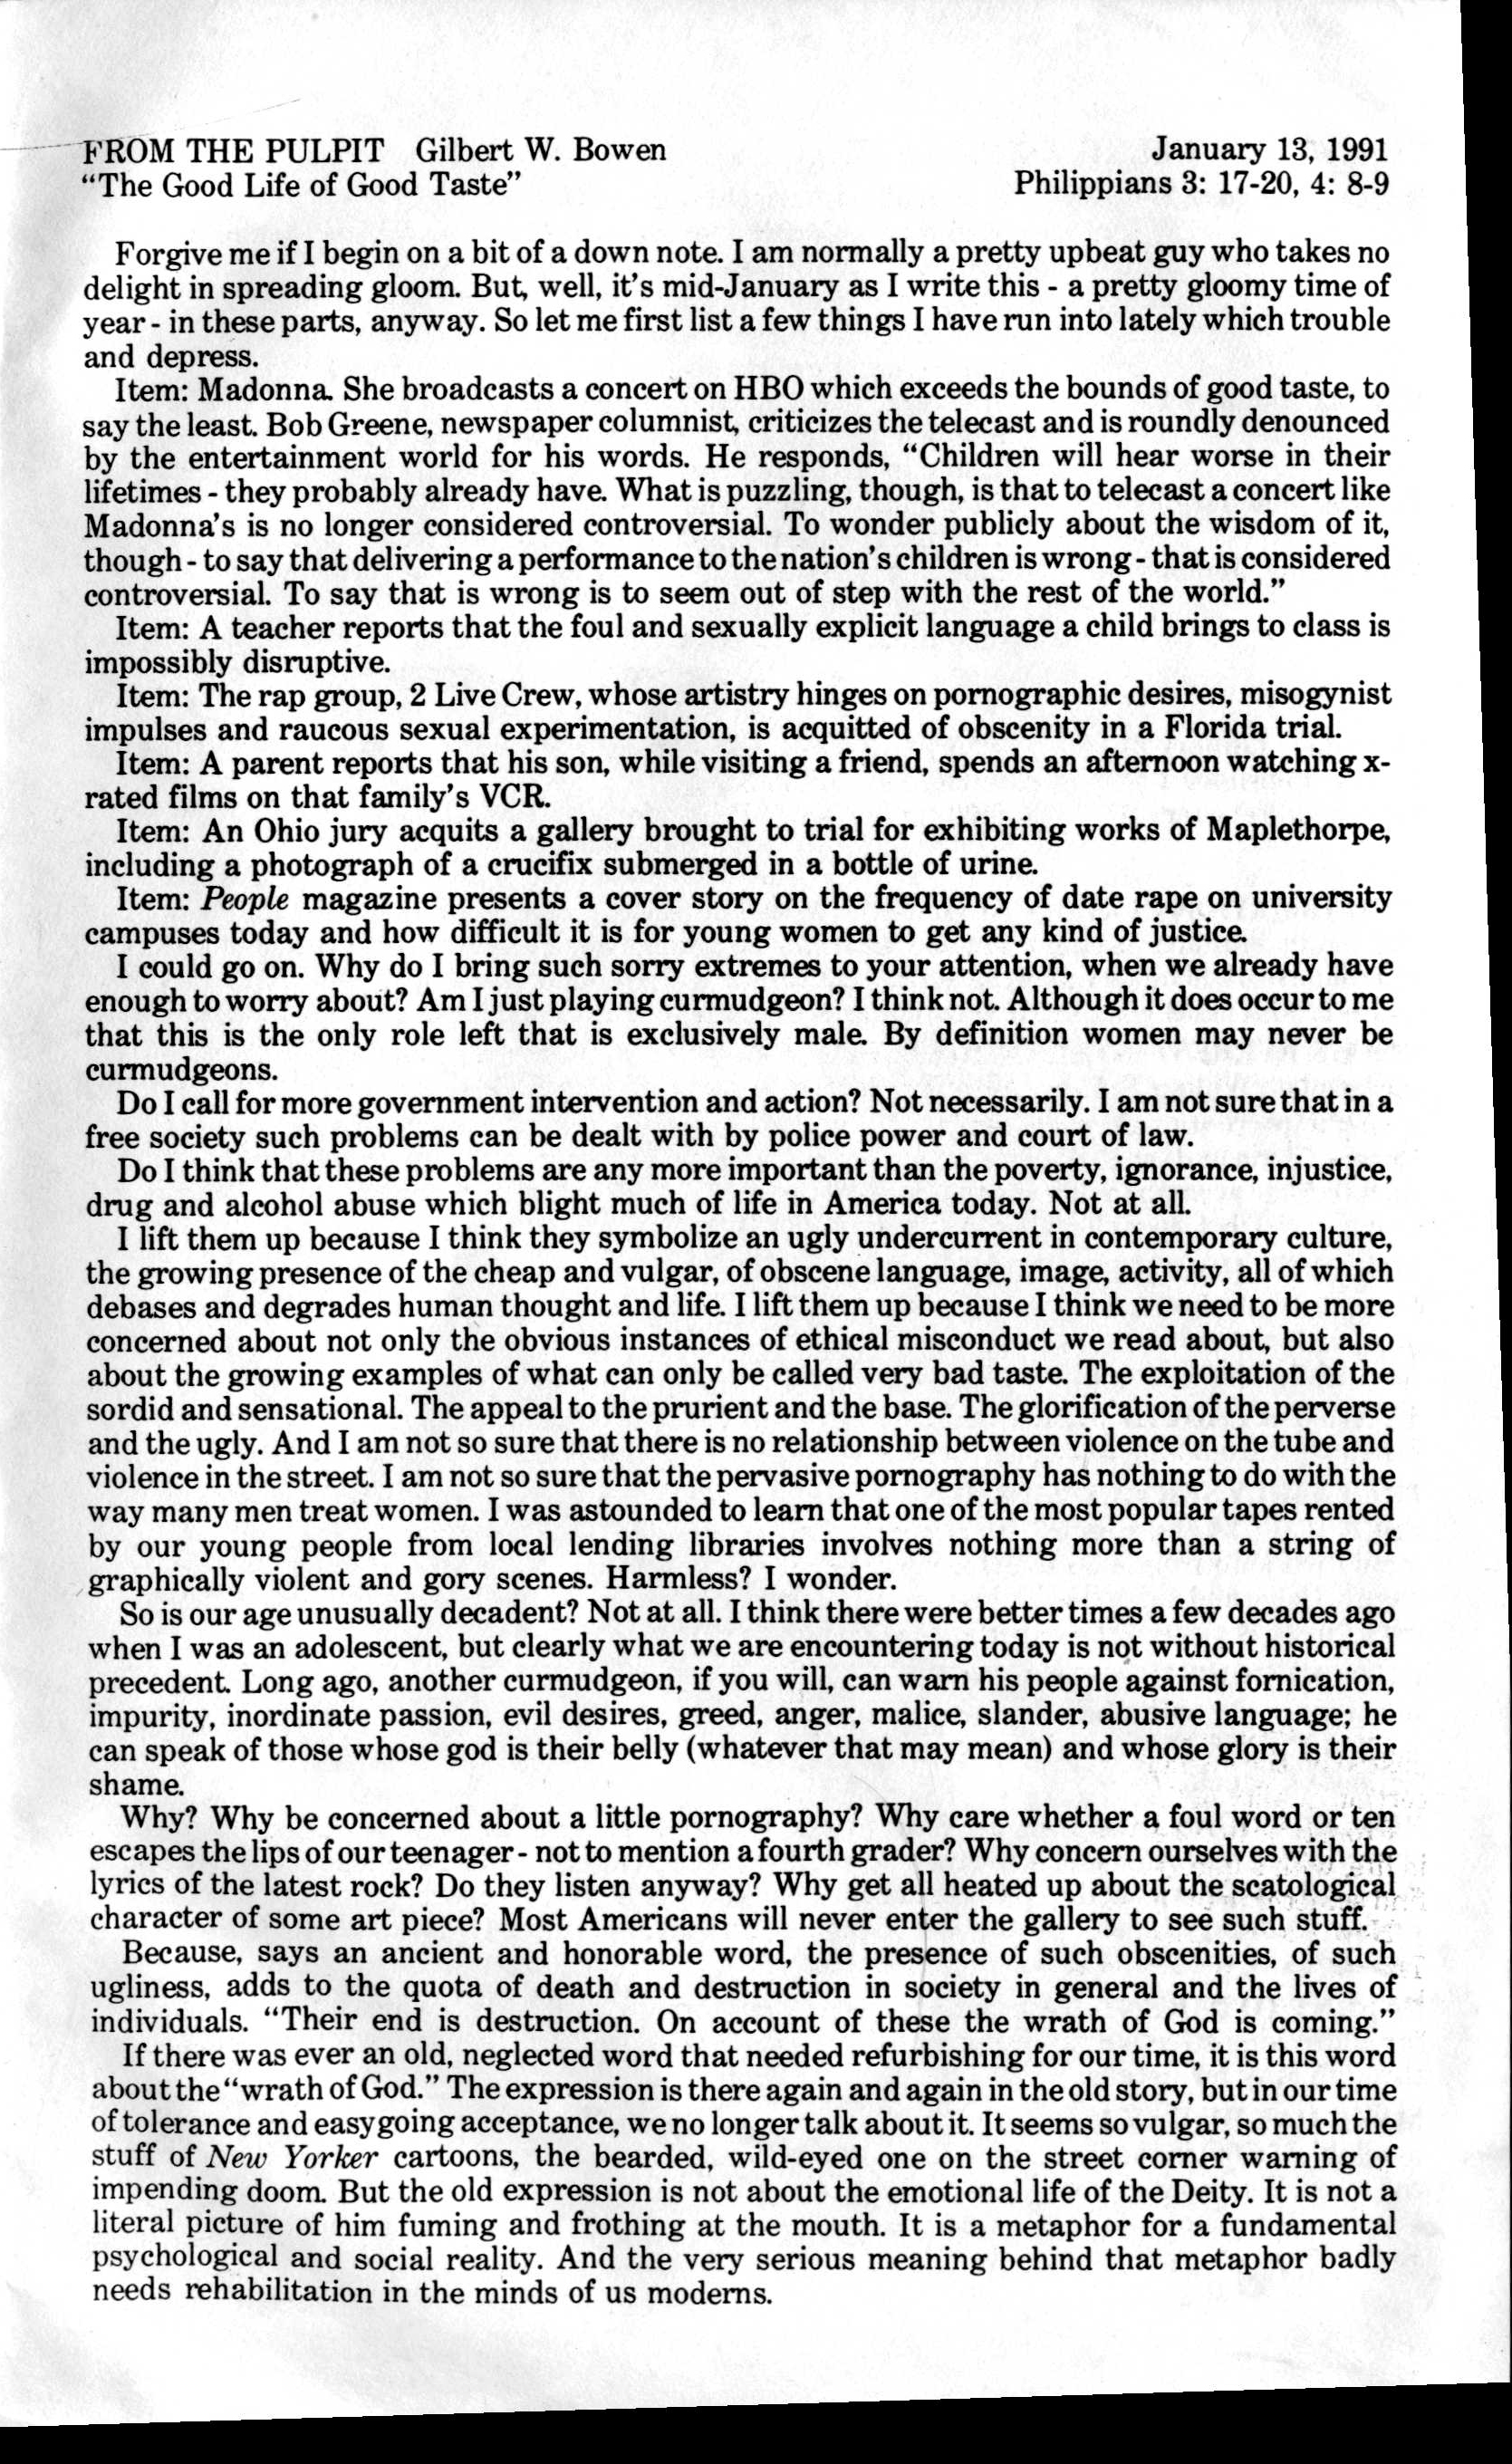 FROM THE PULPIT Gilbert W. Bowen January 13, 1991
“The Good Life of Good Taste” Philippians 3: 17-20, 4: 8-9
Forgive me if I begin on a bit of a down note. I am normally a pretty upbeat guy who takes no
delight in spreading gloom. But, well, it’s mid-January as I write this - a pretty gloomy time of
year - in these parts, anyway. So let me first list a few things I have run into lately which trouble
and depress.
Item: Madonna. She broadcasts a concert on HBO which exceeds the bounds of good taste, to
say the least. Bob Greene, newspaper columnist, criticizes the telecast and is roundly denounced
by the entertainment world for his words. He responds, “Children will hear worse in their
lifetimes - they probably already have. What is puzzling, though, is that to telecast a concert like
Madonna’s is no longer considered controversial. To wonder publicly about the wisdom of it,
though - to say that delivering a performance to the nation’s children is wrong - that is considered
controversial. To say that is wrong is to seem out of step with the rest of the world.”
Item: A teacher reports that the foul and sexually explicit language a child brings to class is
impossibly disruptive.
Item: The rap group, 2 Live Crew, whose artistry hinges on pornographic desires, misogynist
impulses and raucous sexual experimentation, is acquitted of obscenity in a Florida trial.
Item: A parent reports that his son, while visiting a friend, spends an afternoon watching x-
rated films on that family’s VCR.
Item: An Ohio jury acquits a gallery brought to trial for exhibiting works of Maplethorpe,
including a photograph of a crucifix submerged in a bottle of urine.
Item: People magazine presents a cover story on the frequency of date rape on university
campuses today and how difficult it is for young women to get any kind of justice.
I could go on. Why do I bring such sorry extremes to your attention, when we already have
enough to worry about? Am I just playing curmudgeon? I think not. Although it does occur to me
that this is the only role left that is exclusively male. By definition women may never be
curmudgeons.
Do I call for more government intervention and action? Not necessarily. I am not sure that in a
free society such problems can be dealt with by police power and court of law.
Do I think that these problems are any more important than the poverty, ignorance, injustice,
drug and alcohol abuse which blight much of life in America today. Not at all.
I lift them up because I think they symbolize an ugly undercurrent in contemporary culture,
the growing presence of the cheap and vulgar, of obscene language, image, activity, all of which
debases and degrades human thought and life. I lift them up because I think we need to be more
concerned about not only the obvious instances of ethical misconduct we read about, but also
about the growing examples of what can only be called very bad taste. The exploitation of the
sordid and sensational. The appeal to the prurient and the base. The glorification of the perverse
and the ugly. And I am not so sure that there is no relationship between violence on the tube and
violence in the street. I am not so sure that the pervasive pornography has nothing to do with the
way many men treat women. I was astounded to learn that one of the most popular tapes rented
by our young people from local lending libraries involves nothing more than a string of
graphically violent and gory scenes. Harmless? I wonder.
So is our age unusually decadent? Not at all. I think there were better times a few decades ago
when I was an adolescent, but clearly what we are encountering today is not without historical
precedent. Long ago, another curmudgeon, if you will, can warn his people against fornication,
impurity, inordinate passion, evil desires, greed, anger, malice, slander, abusive language; he
can speak of those whose god is their belly (whatever that may mean) and whose glory is their
shame.
Why? Why be concerned about a little pornography? Why care whether a foul word or ten
escapes the lips of our teenager - not to mention a fourth grader? Why concern ourselves with the
lyrics of the latest rock? Do they listen anyway? Why get all heated up about the scatological
character of some art piece? Most Americans will never enter the gallery to see such stuff.
Because, says an ancient and honorable word, the presence of such obscenities, of such
ugliness, adds to the quota of death and destruction in society in general and the lives of
individuals. “Their end is destruction. On account of these the wrath of God is coming.”
If there was ever an old, neglected word that needed refurbishing for our time, it is this word
about the “wrath of God.” The expression is there again and again in the old story, but in our time
of tolerance and easygoing acceptance, we no longer talk about it. It seems so vulgar, so much the
stuff of New Yorker cartoons, the bearded, wild-eyed one on the street corner warning of
impending doom. But the old expression is not about the emotional life of the Deity. It is not a
literal picture of him fuming and frothing at the mouth. It is a metaphor for a fundamental
psychological and social reality. And the very serious meaning behind that metaphor badly
needs rehabilitation in the minds of us moderns.